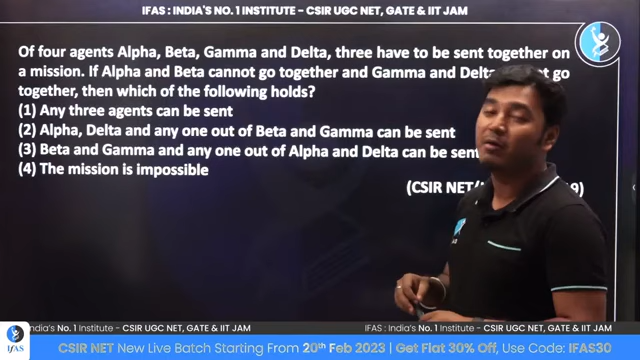 IFAS : INDIA'S NO. 1 INSTITUTE - CSIR UGC NET, GATE & IIT JAM
Of four agents Alpha, Beta, Gamma and Delta, three have to be sent together on
a mission. If Alpha and Beta cannot go together and Gamma and Delta go
together, then which of the following holds?
(1) Any three agents can be sent
(2) Alpha, Delta and any one out of Beta and Gamma can be sent
(3) Beta and Gamma and any one out of Alpha and Delta can be sen
(4) The mission is impossible
(CSIR NET/
9)
India's No. 1 Institute - CSIR UGC NET, GATE & IIT JAM
IFAS : India's No. 1 Institute - CSIR UGC NET, GATE & IIT JAM
IFAS
CSIR NET New Live Batch Starting From 20th Feb 2023 | Get Flat 30% Off, Use Code: IFAS30